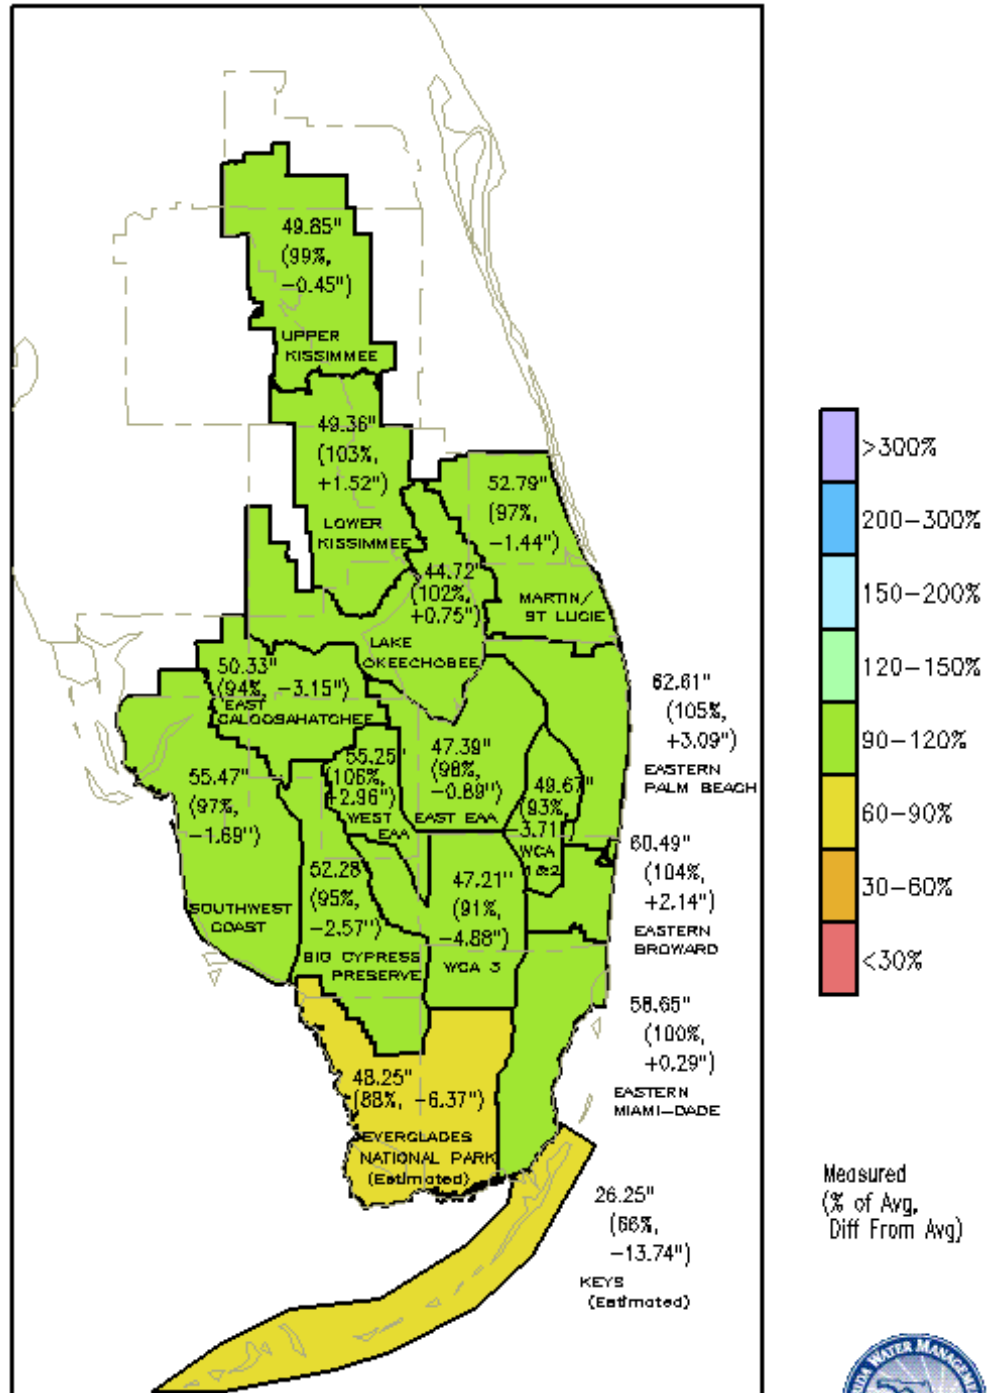 49.85"
(99%,
-0.45")
UPPER
KISSIMMEE
49.36"
(103%,
+1.52")
LOWER
KISSIMMEE
52.79"
(97%,
-1.44")
MARTIN/
ST LUCIE
44.72"
(102%,
+0.75")
LAKE
OKEECHOBEE
50.33"
(94%, -3.15")
EAST
CALOOSAHATCHEE
55.47"
(97%,
-1.69")
SOUTHWEST
COAST
55.25"
(106%,
+2.96")
WEST
EAA
47.39"
(98%,
-0.89")
EAST EAA
49.67"
(93%,
-3.71")
WCA
1&2
62.61"
(105%,
+3.09")
EASTERN
PALM BEACH
52.28"
(95%,
-2.57")
BIG CYPRESS
PRESERVE
47.21"
(91%,
-4.88")
WCA 3
60.49"
(104%,
+2.14")
EASTERN
BROWARD
58.65"
(100%,
+0.29")
EASTERN
MIAMI-DADE
48.25"
(88%, -6.37")
EVERGLADES
NATIONAL PARK
(Estimated)
26.25"
(66%,
-13.74")
KEYS
(Estimated)
>300%
200-300%
150-200%
120-150%
90-120%
60-90%
30-60%
<30%
Measured
(% of Avg,
Diff From Avg)
WATER